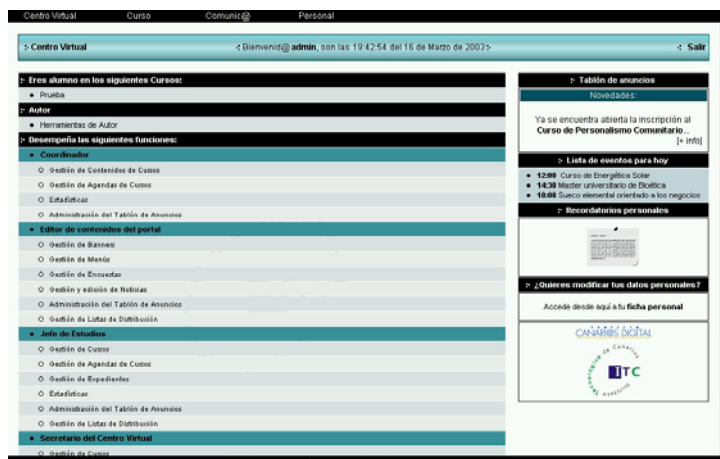 Centro Virtual Curso Comunic@ Personal
:- Centro Virtual
-: Bienvenid@ admin, son las 19:42:54 del 16 de Marzo de 2003 :-
-: Salir
:- Eres alumno en los siguientes Cursos:
Prueba
:- Autor
Herramientas de Autor
:- Desempeña las siguientes funciones:
Coordinador
Gestión de Contenidos de Cursos
Gestión de Agendas de Cursos
Estadísticas
Administración del Tablón de Anuncios
Editor de contenidos del portal
Gestión de Banners
Gestión de Menús
Gestión de Encuestas
Gestión y edición de Noticias
Administración del Tablón de Anuncios
Gestión de Listas de Distribución
Jefe de Estudios
Gestión de Cursos
Gestión de Agendas de Cursos
Gestión de Expedientes
Estadísticas
Administración del Tablón de Anuncios
Gestión de Listas de Distribución
Secretario del Centro Virtual
Gestión de Cursos
:- Tablón de anuncios
Novedades:
Ya se encuentra abierta la inscripción al
Curso de Personalismo Comunitario...
[+ info]
:- Lista de eventos para hoy
12:00 Curso de Energética Solar
14:30 Master universitario de Bioética
18:00 Sueco elemental orientado a los negocios
:- Recordatorios personales
:- ¿Quieres modificar tus datos personales?
Accede desde aquí a tu ficha personal
CANARIAS DIGITAL
Instituto Tecnológico de Canarias
ITC